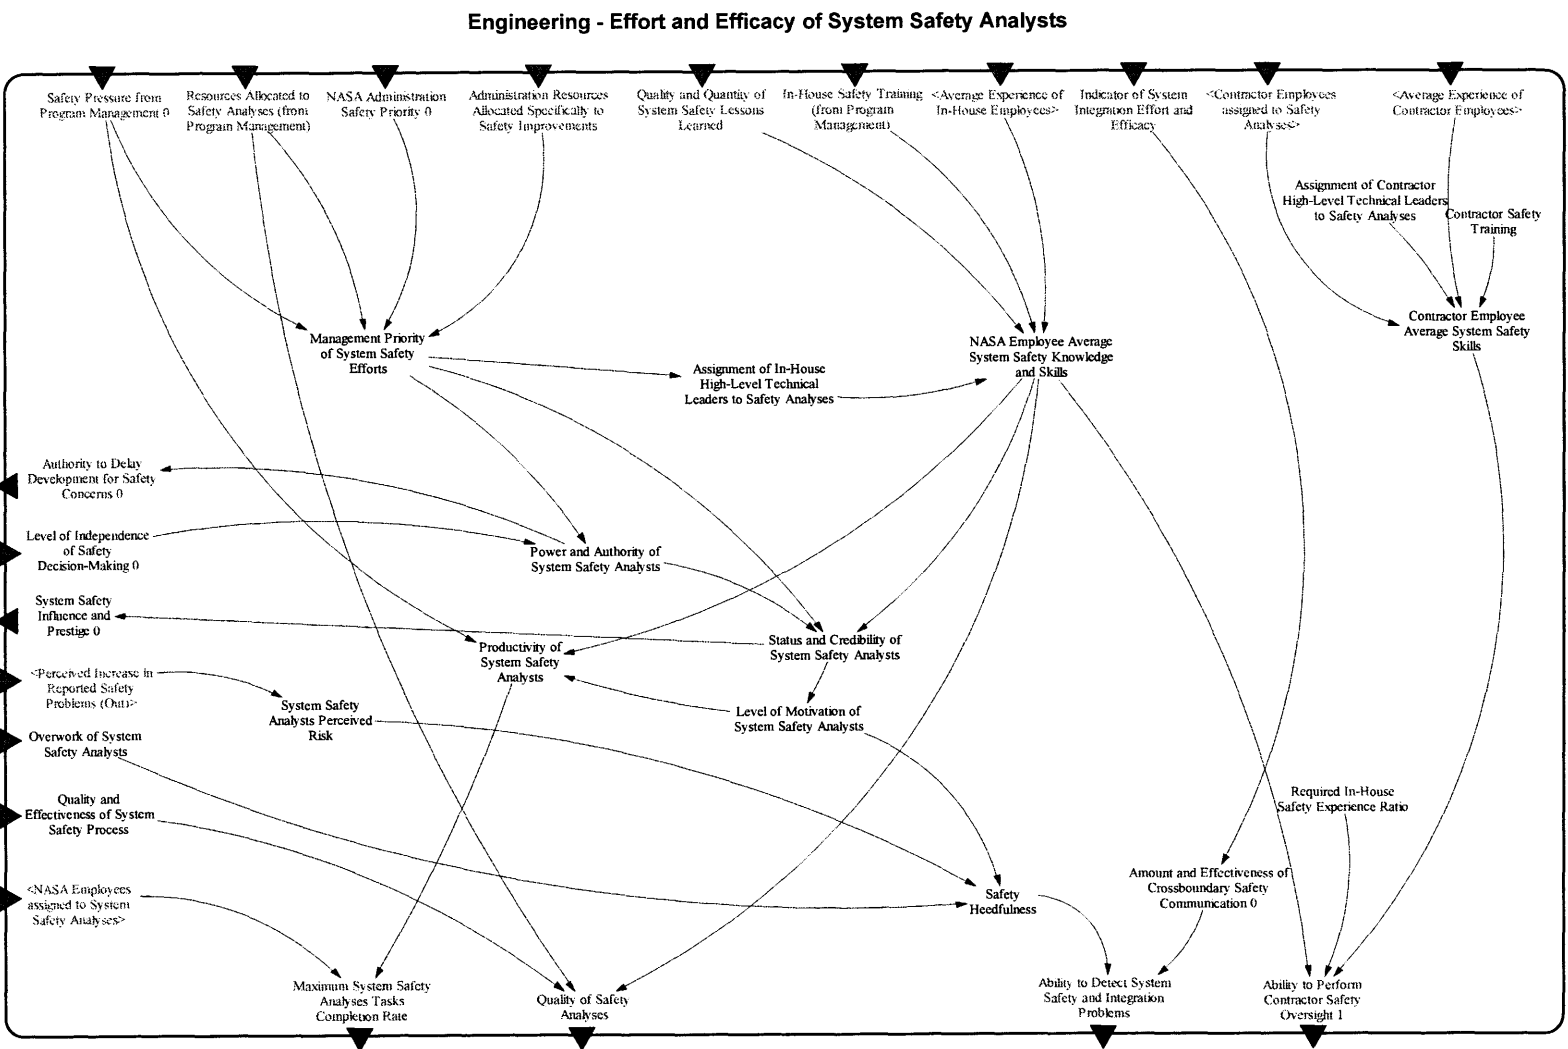 Engineering - Effort and Efficacy of System Safety Analysts
Safety Pressure from
Program Management 0
Resources Allocated to
Safety Analyses (from
Program Management)
NASA Administration
Safety Priority 0
Administration Resources
Allocated Specifically to
Safety Improvements
Quality and Quantity of
System Safety Lessons
Learned
In-House Safety Training
(from Program
Management)
<Average Experience of
In-House Employees>
Indicator of System
Integration Effort and
Efficacy
<Contractor Employees
assigned to Safety
Analyses>
<Average Experience of
Contractor Employees>
Assignment of Contractor
High-Level Technical Leaders
to Safety Analyses
Contractor Safety
Training
Management Priority
of System Safety
Efforts
Assignment of In-House
High-Level Technical
Leaders to Safety Analyses
NASA Employee Average
System Safety Knowledge
and Skills
Contractor Employee
Average System Safety
Skills
Authority to Delay
Development for Safety
Concerns 0
Level of Independence
of Safety
Decision-Making 0
Power and Authority of
System Safety Analysts
System Safety
Influence and
Prestige 0
Productivity of
System Safety
Analysts
Status and Credibility of
System Safety Analysts
<Perceived Increase in
Reported Safety
Problems (Out)>
System Safety
Analysts Perceived
Risk
Level of Motivation of
System Safety Analysts
Overwork of System
Safety Analysts
Quality and
Effectiveness of System
Safety Process
Required In-House
Safety Experience Ratio
<NASA Employees
assigned to System
Safety Analyses>
Safety
Heedfulness
Amount and Effectiveness of
Crossboundary Safety
Communication 0
Maximum System Safety
Analyses Tasks
Completion Rate
Quality of Safety
Analyses
Ability to Detect System
Safety and Integration
Problems
Ability to Perform
Contractor Safety
Oversight 1